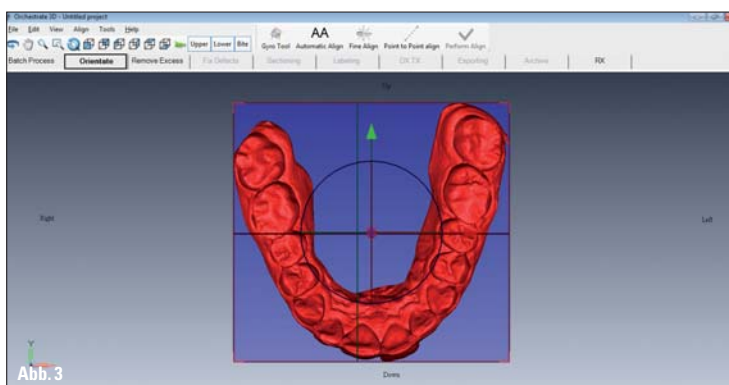 Orchestrate 3D - Untitled project
File Edit View Align Tools Help
Upper Lower Bite
AA
Gyro Tool Automatic Align Fine Align Point to Point align Perform Align
Batch Process Orientate Remove Excess Fix Defects Sectioning Labeling DX TX Exporting Archive RX
Up
Right
Left
Y
Down
Abb. 3